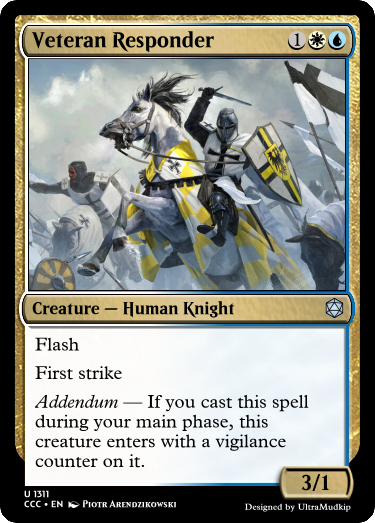 Veteran Responder 1
Creature — Human Knight
Flash
First strike
Addendum — If you cast this spell
during your main phase, this
creature enters with a vigilance
counter on it.
3/1
U 1311
CCC • EN Piotr Arendzikowski
Designed by UltraMudkip